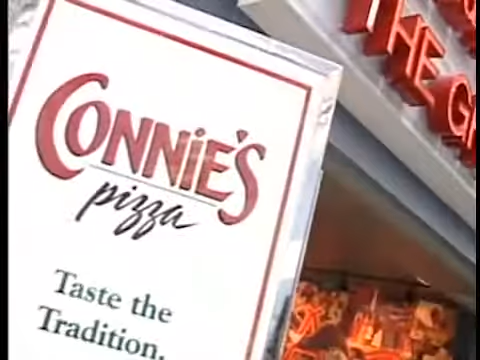 CONNIE'S
pizza
Taste the
Tradition.
THE G